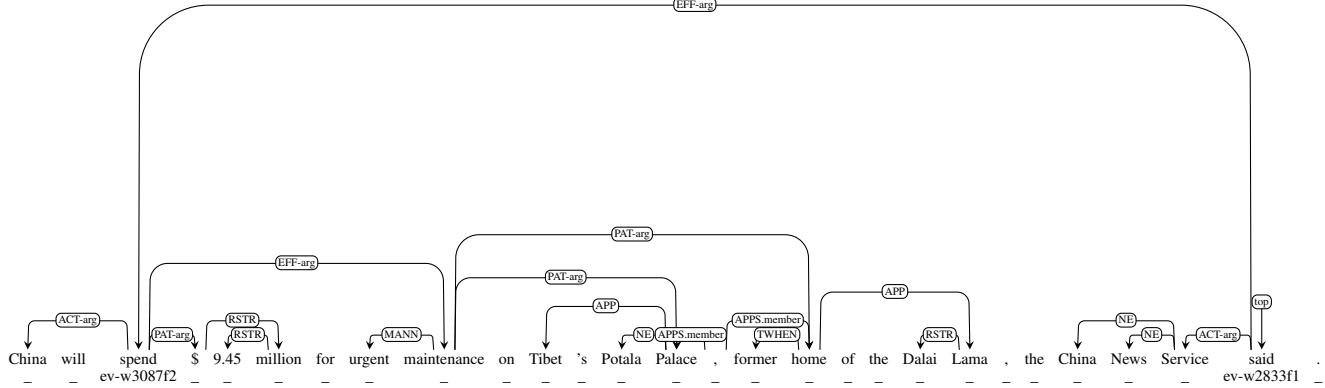 EFF-arg
PAT-arg
EFF-arg
PAT-arg
APP
APP
top
ACT-arg RSTR APPS.member NE
PAT-arg RSTR MANN NE APPS.member TWHEN RSTR NE ACT-arg
China will spend $ 9.45 million for urgent maintenance on Tibet 's Potala Palace , former home of the Dalai Lama , the China News Service said .
_ _ ev-w3087f2 _ _ _ _ _ _ _ _ _ _ _ _ _ _ _ _ _ _ _ _ _ _ _ ev-w2833f1 _